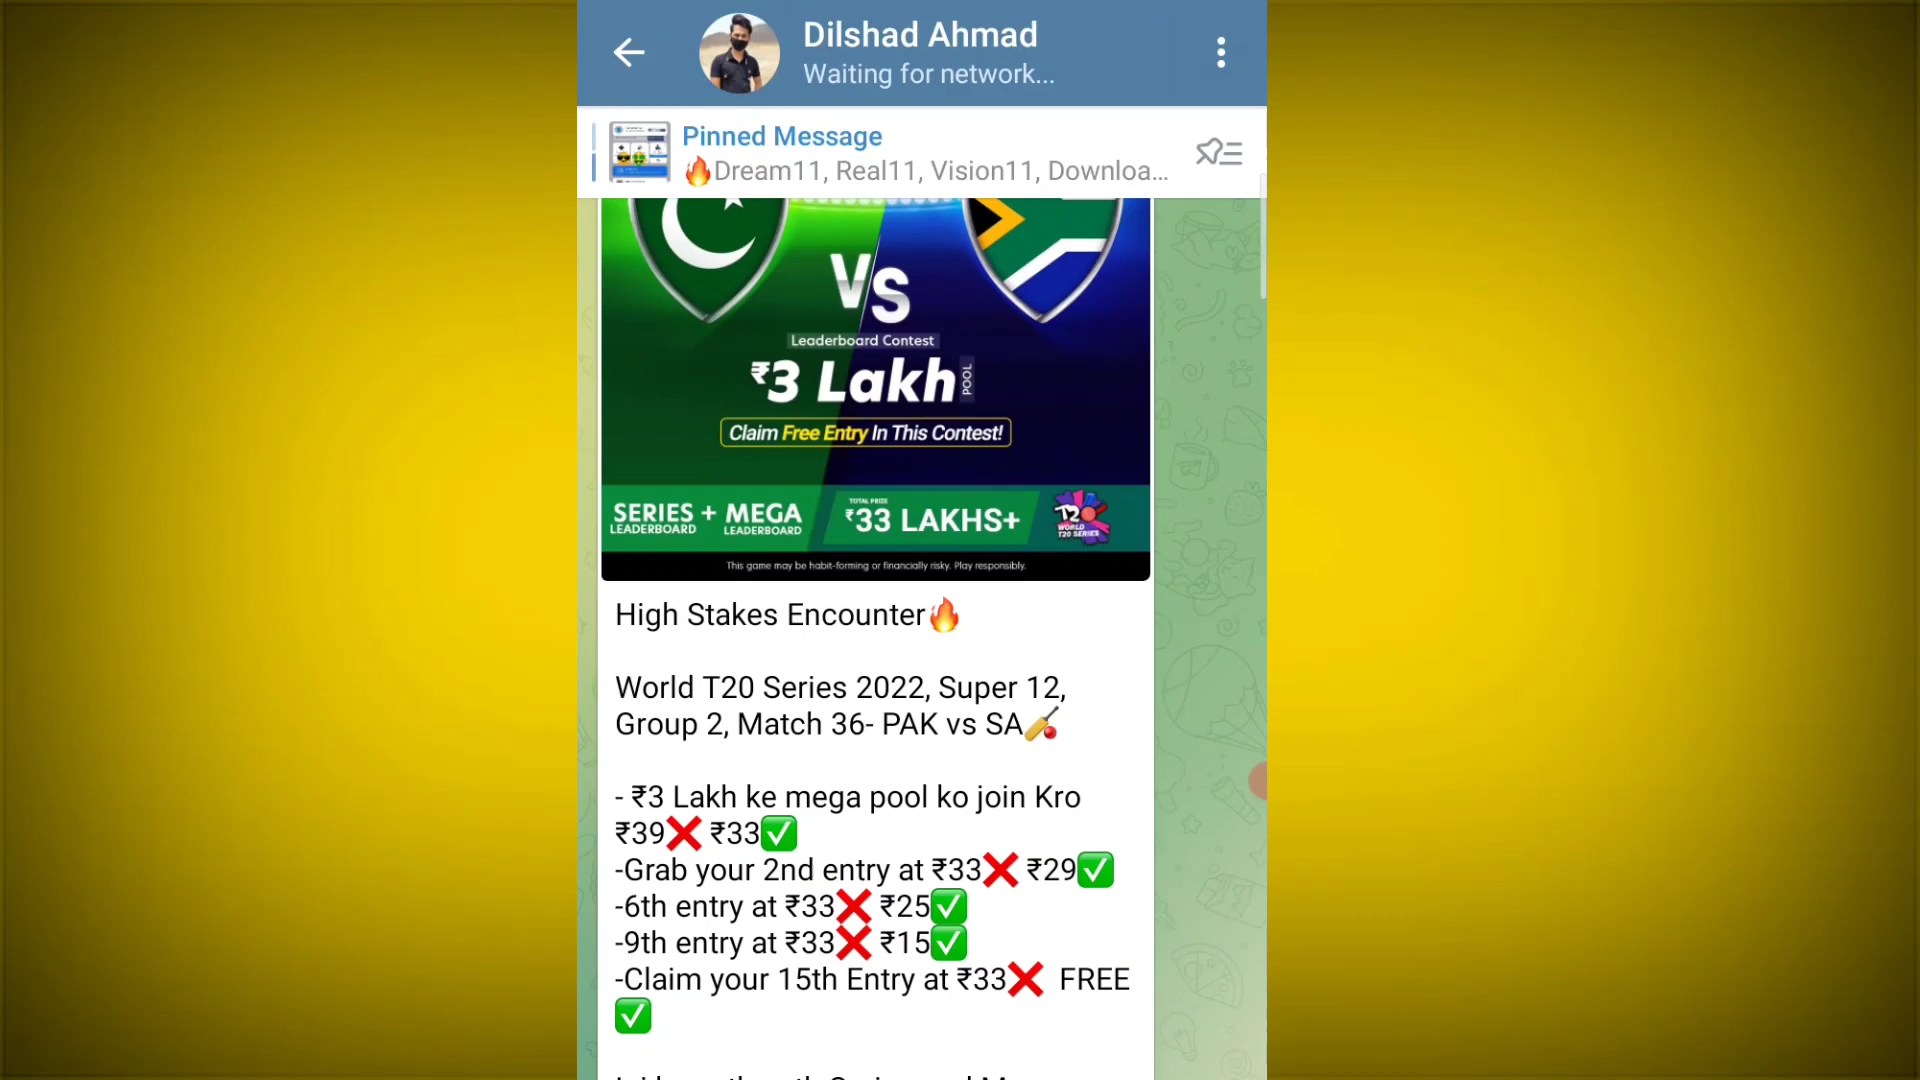 Dilshad Ahmad
Waiting for network...
Pinned Message
🔥Dream11, Real11, Vision11, Downloa...
VS
Leaderboard Contest
₹3 Lakh POOL
Claim Free Entry In This Contest!
SERIES + MEGA
LEADERBOARD LEADERBOARD
TOTAL PRIZE
₹33 LAKHS+
T20
WORLD
T20 SERIES
This game may be habit-forming or financially risky. Play responsibly.
High Stakes Encounter🔥
World T20 Series 2022, Super 12,
Group 2, Match 36- PAK vs SA🏏
- ₹3 Lakh ke mega pool ko join Kro
₹39❌ ₹33✅
-Grab your 2nd entry at ₹33❌ ₹29✅
-6th entry at ₹33❌ ₹25✅
-9th entry at ₹33❌ ₹15✅
-Claim your 15th Entry at ₹33❌ FREE
✅